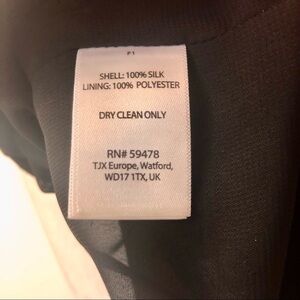 SHELL: 100% SILK
LINING: 100% POLYESTER
DRY CLEAN ONLY
RN# 59478
TJX Europe, Watford,
WD17 1TX, UK